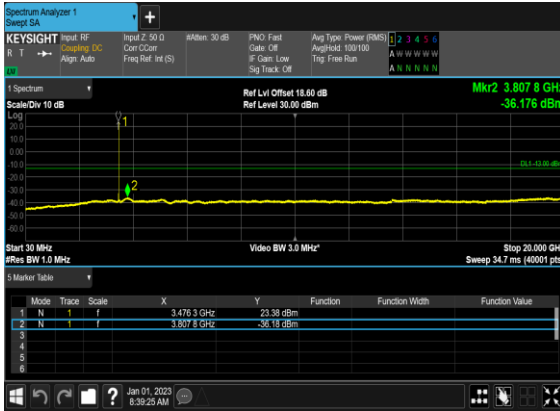 Spectrum Analyzer 1
Swept SA
+
KEYSIGHT Input: RF Input Z: 50 Ω #Atten: 30 dB PNO: Fast Avg Type: Power (RMS) 1 2 3 4 5 6
R T Coupling: DC Corr CCorr Gate: Off Avg|Hold: 100/100 A W W W W W
Align: Auto Freq Ref: Int (S) IF Gain: Low Trig: Free Run
Sig Track: Off A N N N N N
1 Spectrum Ref Lvl Offset 18.60 dB Mkr2 3.807 8 GHz
Scale/Div 10 dB Ref Level 30.00 dBm -36.176 dBm
Log
20.0 1
10.0
0.00
-10.0 DL1 -13.00 dBm
-20.0
-30.0 2
-40.0
-50.0
-60.0
Start 30 MHz Video BW 3.0 MHz* Stop 20.000 GH
#Res BW 1.0 MHz Sweep 34.7 ms (40001 pts
5 Marker Table
Mode Trace Scale X Y Function Function Width Function Value
1 N 1 f 3.476 3 GHz 23.38 dBm
2 N 1 f 3.807 8 GHz -36.18 dBm
3
4
5
6
? Jan 01, 2023
8:39:25 AM